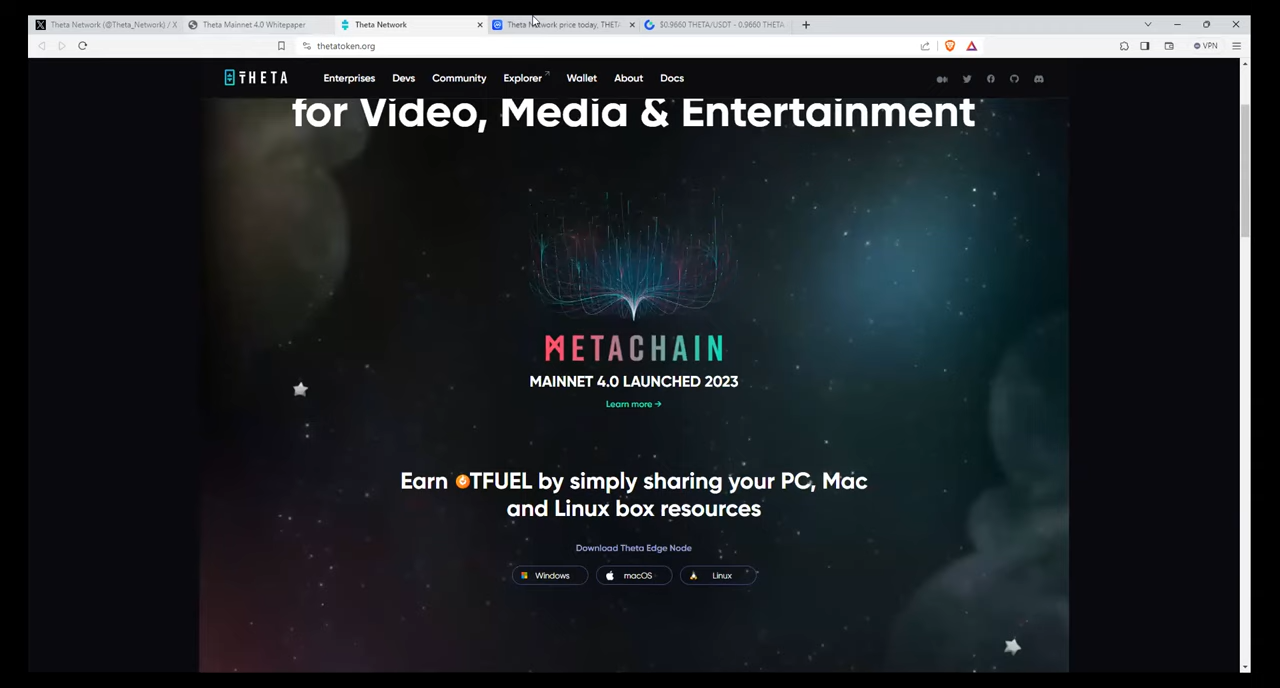 Theta Network (@Theta_Network) / X
Theta Mainnet 4.0 Whitepaper
Theta Network
Theta Network price today, THETA
$0.9660 THETA/USDT - 0.9660 THETA
thetatoken.org
VPN
THETA
Enterprises
Devs
Community
Explorer
Wallet
About
Docs
for Video, Media & Entertainment
METACHAIN
MAINNET 4.0 LAUNCHED 2023
Learn more →
Earn TFUEL by simply sharing your PC, Mac
and Linux box resources
Download Theta Edge Node
Windows
macOS
Linux